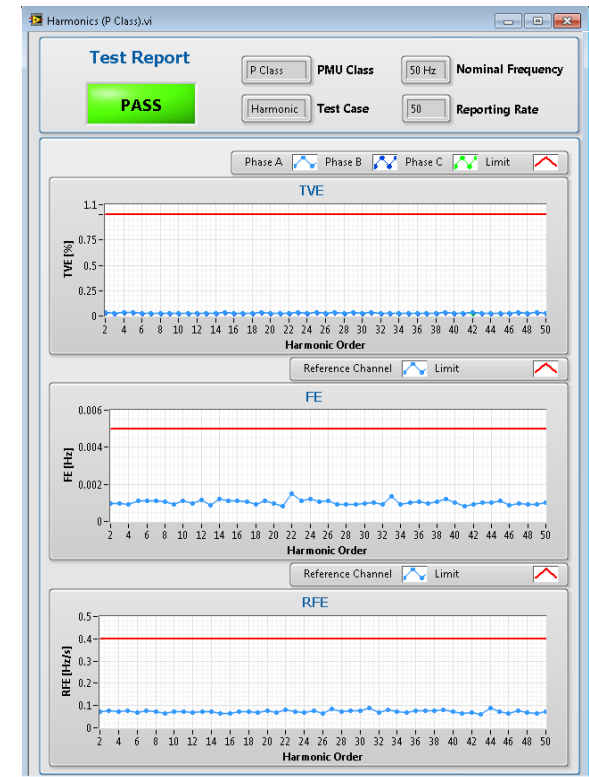 Harmonics (P Class).vi
Test Report
PASS
P Class PMU Class 50 Hz Nominal Frequency
Harmonic Test Case 50 Reporting Rate
Phase A Phase B Phase C Limit
TVE
1.1
0.75
0.5
0.25
0
TVE [%]
2 4 6 8 10 12 14 16 18 20 22 24 26 28 30 32 34 36 38 40 42 44 46 48 50
Harmonic Order
Reference Channel Limit
FE
0.006
0.004
0.002
0
FE [Hz]
2 4 6 8 10 12 14 16 18 20 22 24 26 28 30 32 34 36 38 40 42 44 46 48 50
Harmonic Order
Reference Channel Limit
RFE
0.5
0.4
0.3
0.2
0.1
0
RFE [Hz/s]
2 4 6 8 10 12 14 16 18 20 22 24 26 28 30 32 34 36 38 40 42 44 46 48 50
Harmonic Order